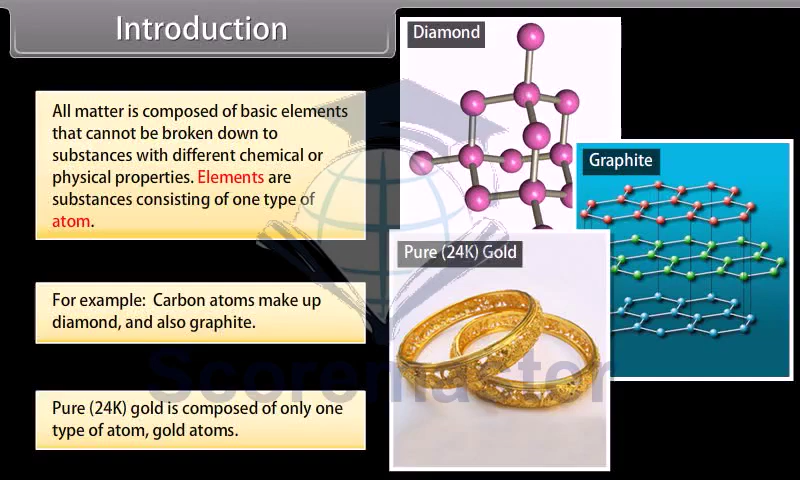 Introduction
All matter is composed of basic elements
that cannot be broken down to
substances with different chemical or
physical properties. Elements are
substances consisting of one type of
atom.
For example:  Carbon atoms make up
diamond, and also graphite.
Pure (24K) gold is composed of only one
type of atom, gold atoms.
Diamond
Graphite
Pure (24K) Gold
Scoremaster